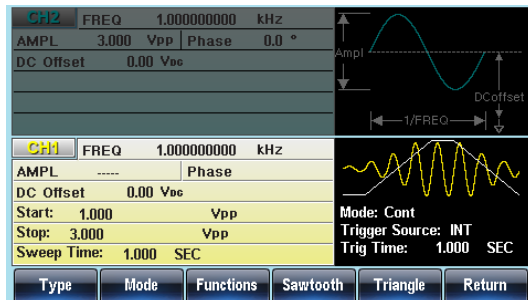 CH2 FREQ 1.000000000 kHz
AMPL 3.000 Vpp Phase 0.0 °
DC Offset 0.00 VDC
Ampl
DCoffset
1/FREQ
CH1 FREQ 1.000000000 kHz
AMPL ----- Phase
DC Offset 0.00 VDC
Start: 1.000 Vpp
Stop: 3.000 Vpp
Sweep Time: 1.000 SEC
Mode: Cont
Trigger Source: INT
Trig Time: 1.000 SEC
Type Mode Functions Sawtooth Triangle Return